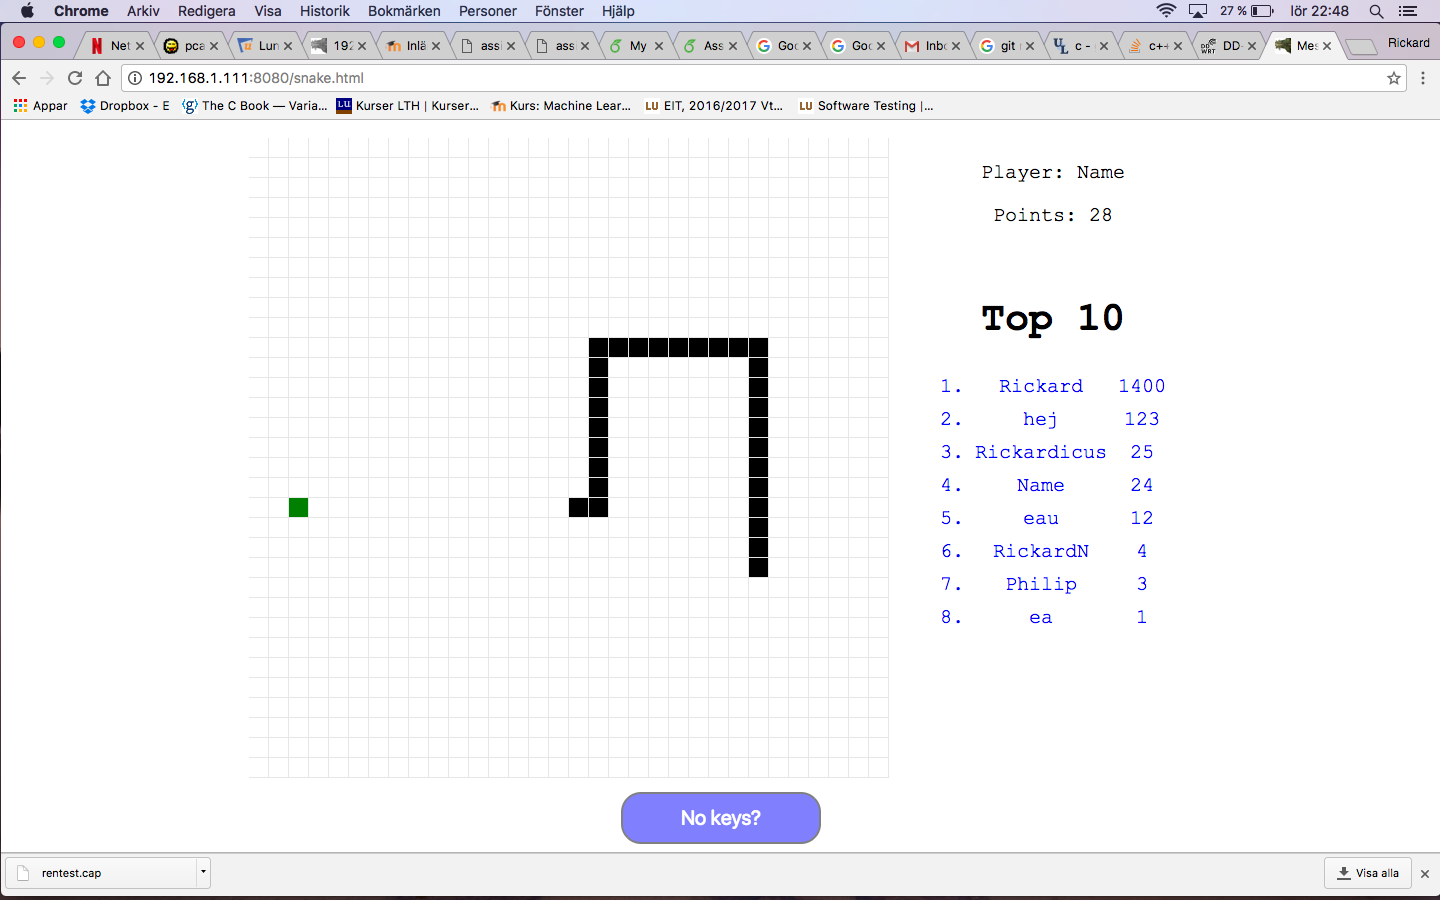 Chrome Arkiv Redigera Visa Historik Bokmärken Personer Fönster Hjälp 27 % lör 22:48
Net pca Lur 192 Inlä assi ass My Ass Goo Goo Inbo git c - c++ DD- Mes Rickard
192.168.1.111:8080/snake.html
Appar Dropbox - E The C Book — Varia... Kurser LTH | Kurser... Kurs: Machine Lear... EIT, 2016/2017 Vt... Software Testing |...
Player: Name
Points: 28
Top 10
1. Rickard 1400
2. hej 123
3. Rickardicus 25
4. Name 24
5. eau 12
6. RickardN 4
7. Philip 3
8. ea 1
No keys?
rentest.cap Visa alla